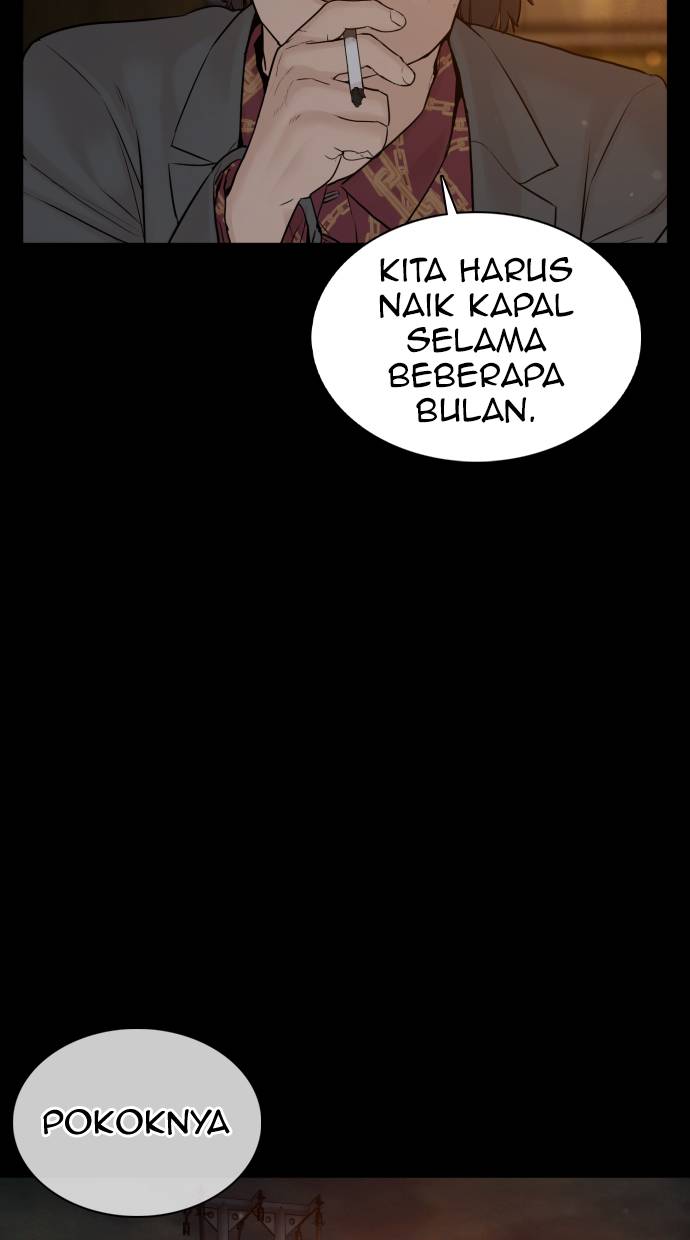 KITA HARUS
NAIK KAPAL
SELAMA
BEBERAPA
BULAN.
POKOKNYA